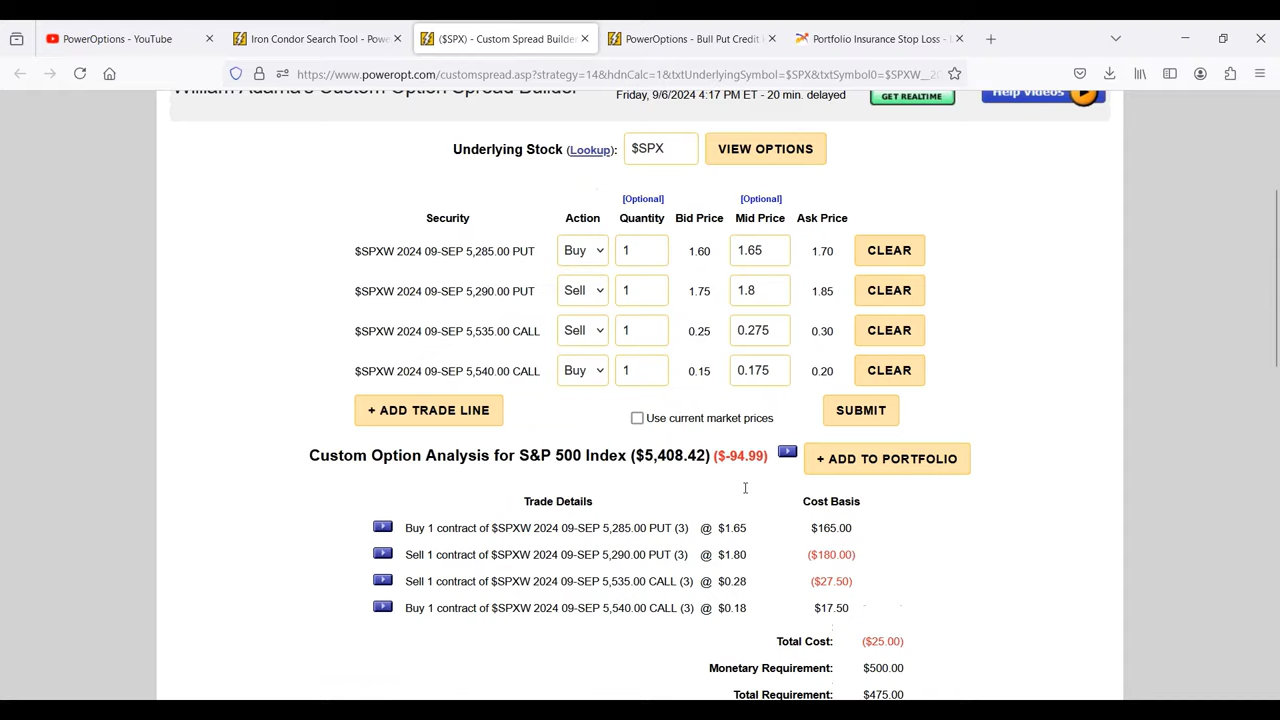 PowerOptions - YouTube
Iron Condor Search Tool - Powe
($SPX) - Custom Spread Builder
PowerOptions - Bull Put Credit
Portfolio Insurance Stop Loss -
https://www.poweropt.com/customspread.asp?strategy=14&hdnCalc=1&txtUnderlyingSymbol=$SPX&txtSymbol0=$SPXW__20
William Adama's Custom Option Spread Builder
Friday, 9/6/2024 4:17 PM ET - 20 min. delayed
GET REALTIME
Help Videos
Underlying Stock (Lookup): $SPX VIEW OPTIONS
[Optional] [Optional]
Security Action Quantity Bid Price Mid Price Ask Price
$SPXW 2024 09-SEP 5,285.00 PUT Buy 1 1.60 1.65 1.70 CLEAR
$SPXW 2024 09-SEP 5,290.00 PUT Sell 1 1.75 1.8 1.85 CLEAR
$SPXW 2024 09-SEP 5,535.00 CALL Sell 1 0.25 0.275 0.30 CLEAR
$SPXW 2024 09-SEP 5,540.00 CALL Buy 1 0.15 0.175 0.20 CLEAR
+ ADD TRADE LINE Use current market prices SUBMIT
Custom Option Analysis for S&P 500 Index ($5,408.42) ($-94.99) + ADD TO PORTFOLIO
Trade Details Cost Basis
Buy 1 contract of $SPXW 2024 09-SEP 5,285.00 PUT (3) @ $1.65 $165.00
Sell 1 contract of $SPXW 2024 09-SEP 5,290.00 PUT (3) @ $1.80 ($180.00)
Sell 1 contract of $SPXW 2024 09-SEP 5,535.00 CALL (3) @ $0.28 ($27.50)
Buy 1 contract of $SPXW 2024 09-SEP 5,540.00 CALL (3) @ $0.18 $17.50
Total Cost: ($25.00)
Monetary Requirement: $500.00
Total Requirement: $475.00